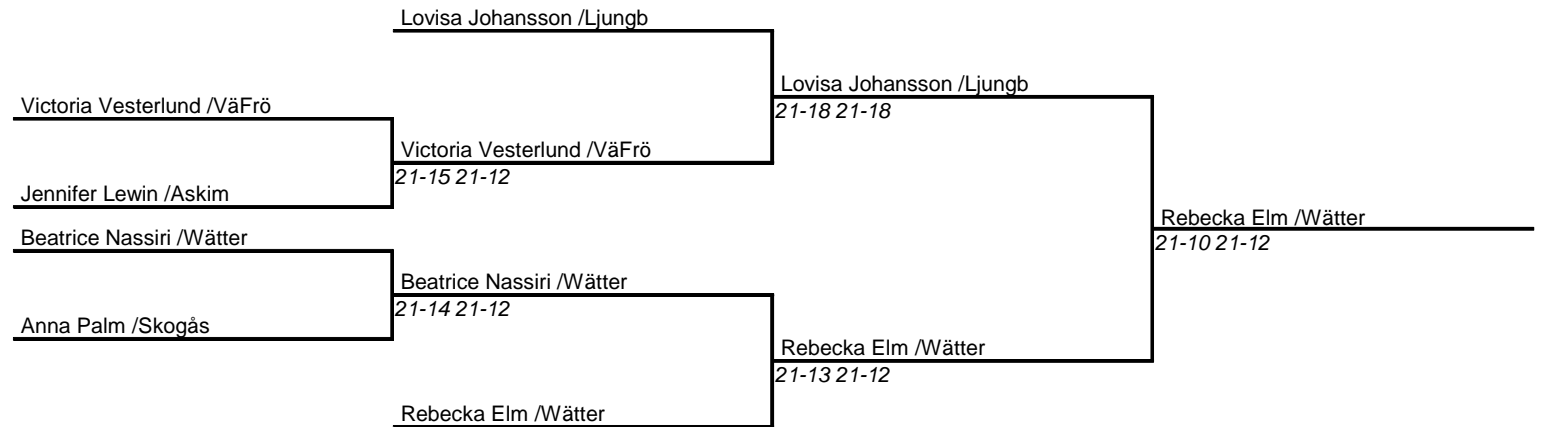 Lovisa Johansson /Ljungb
Lovisa Johansson /Ljungb
21-18 21-18
Victoria Vesterlund /VäFrö
Victoria Vesterlund /VäFrö
21-15 21-12
Jennifer Lewin /Askim
Rebecka Elm /Wätter
21-10 21-12
Beatrice Nassiri /Wätter
Beatrice Nassiri /Wätter
21-14 21-12
Anna Palm /Skogås
Rebecka Elm /Wätter
21-13 21-12
Rebecka Elm /Wätter